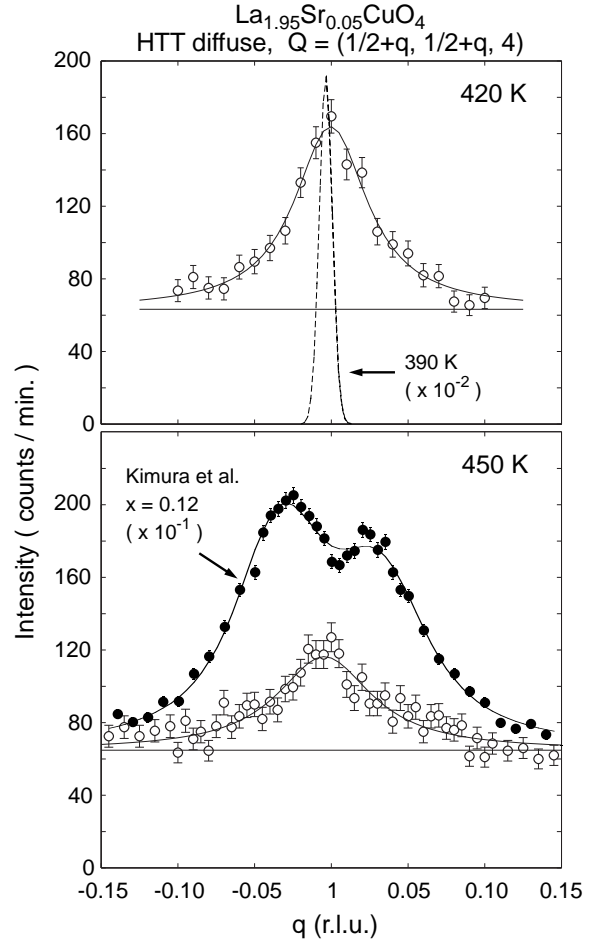 La1.95Sr0.05CuO4
HTT diffuse, Q = (1/2+q, 1/2+q, 4)
200
160
120
80
40
0
420 K
390 K
( x 10-2 )
Intensity ( counts / min. )
450 K
Kimura et al.
x = 0.12
( x 10-1 )
200
160
120
80
40
0
-0.15 -0.10 -0.05 1 0.05 0.10 0.15
q (r.l.u.)